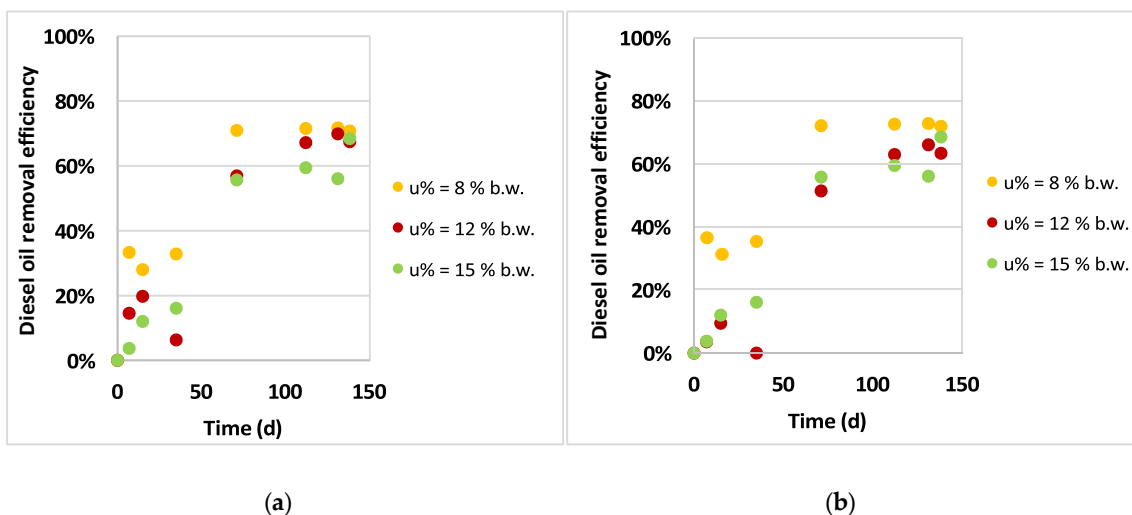 Diesel oil removal efficiency
100%
80%
60%
40%
20%
0%
0
50
100
150
Time (d)
u% = 8 % b.w.
u% = 12 % b.w.
u% = 15 % b.w.
(a)
Diesel oil removal efficiency
100%
80%
60%
40%
20%
0%
0
50
100
150
Time (d)
u% = 8 % b.w.
u% = 12 % b.w.
u% = 15 % b.w.
(b)